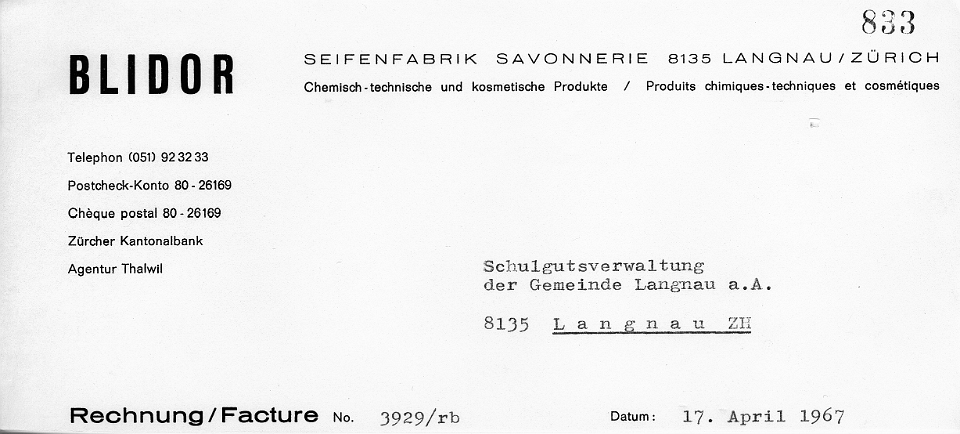 833
BLIDOR
SEIFENFABRIK SAVONNERIE 8135 LANGNAU/ZÜRICH
Chemisch-technische und kosmetische Produkte / Produits chimiques-techniques et cosmétiques
Telephon (051) 92 32 33
Postcheck-Konto 80-26169
Chèque postal 80-26169
Zürcher Kantonalbank
Agentur Thalwil
Schulgutsverwaltung
der Gemeinde Langnau a.A.
8135 Langnau ZH
Rechnung/Facture No. 3929/rb Datum: 17. April 1967